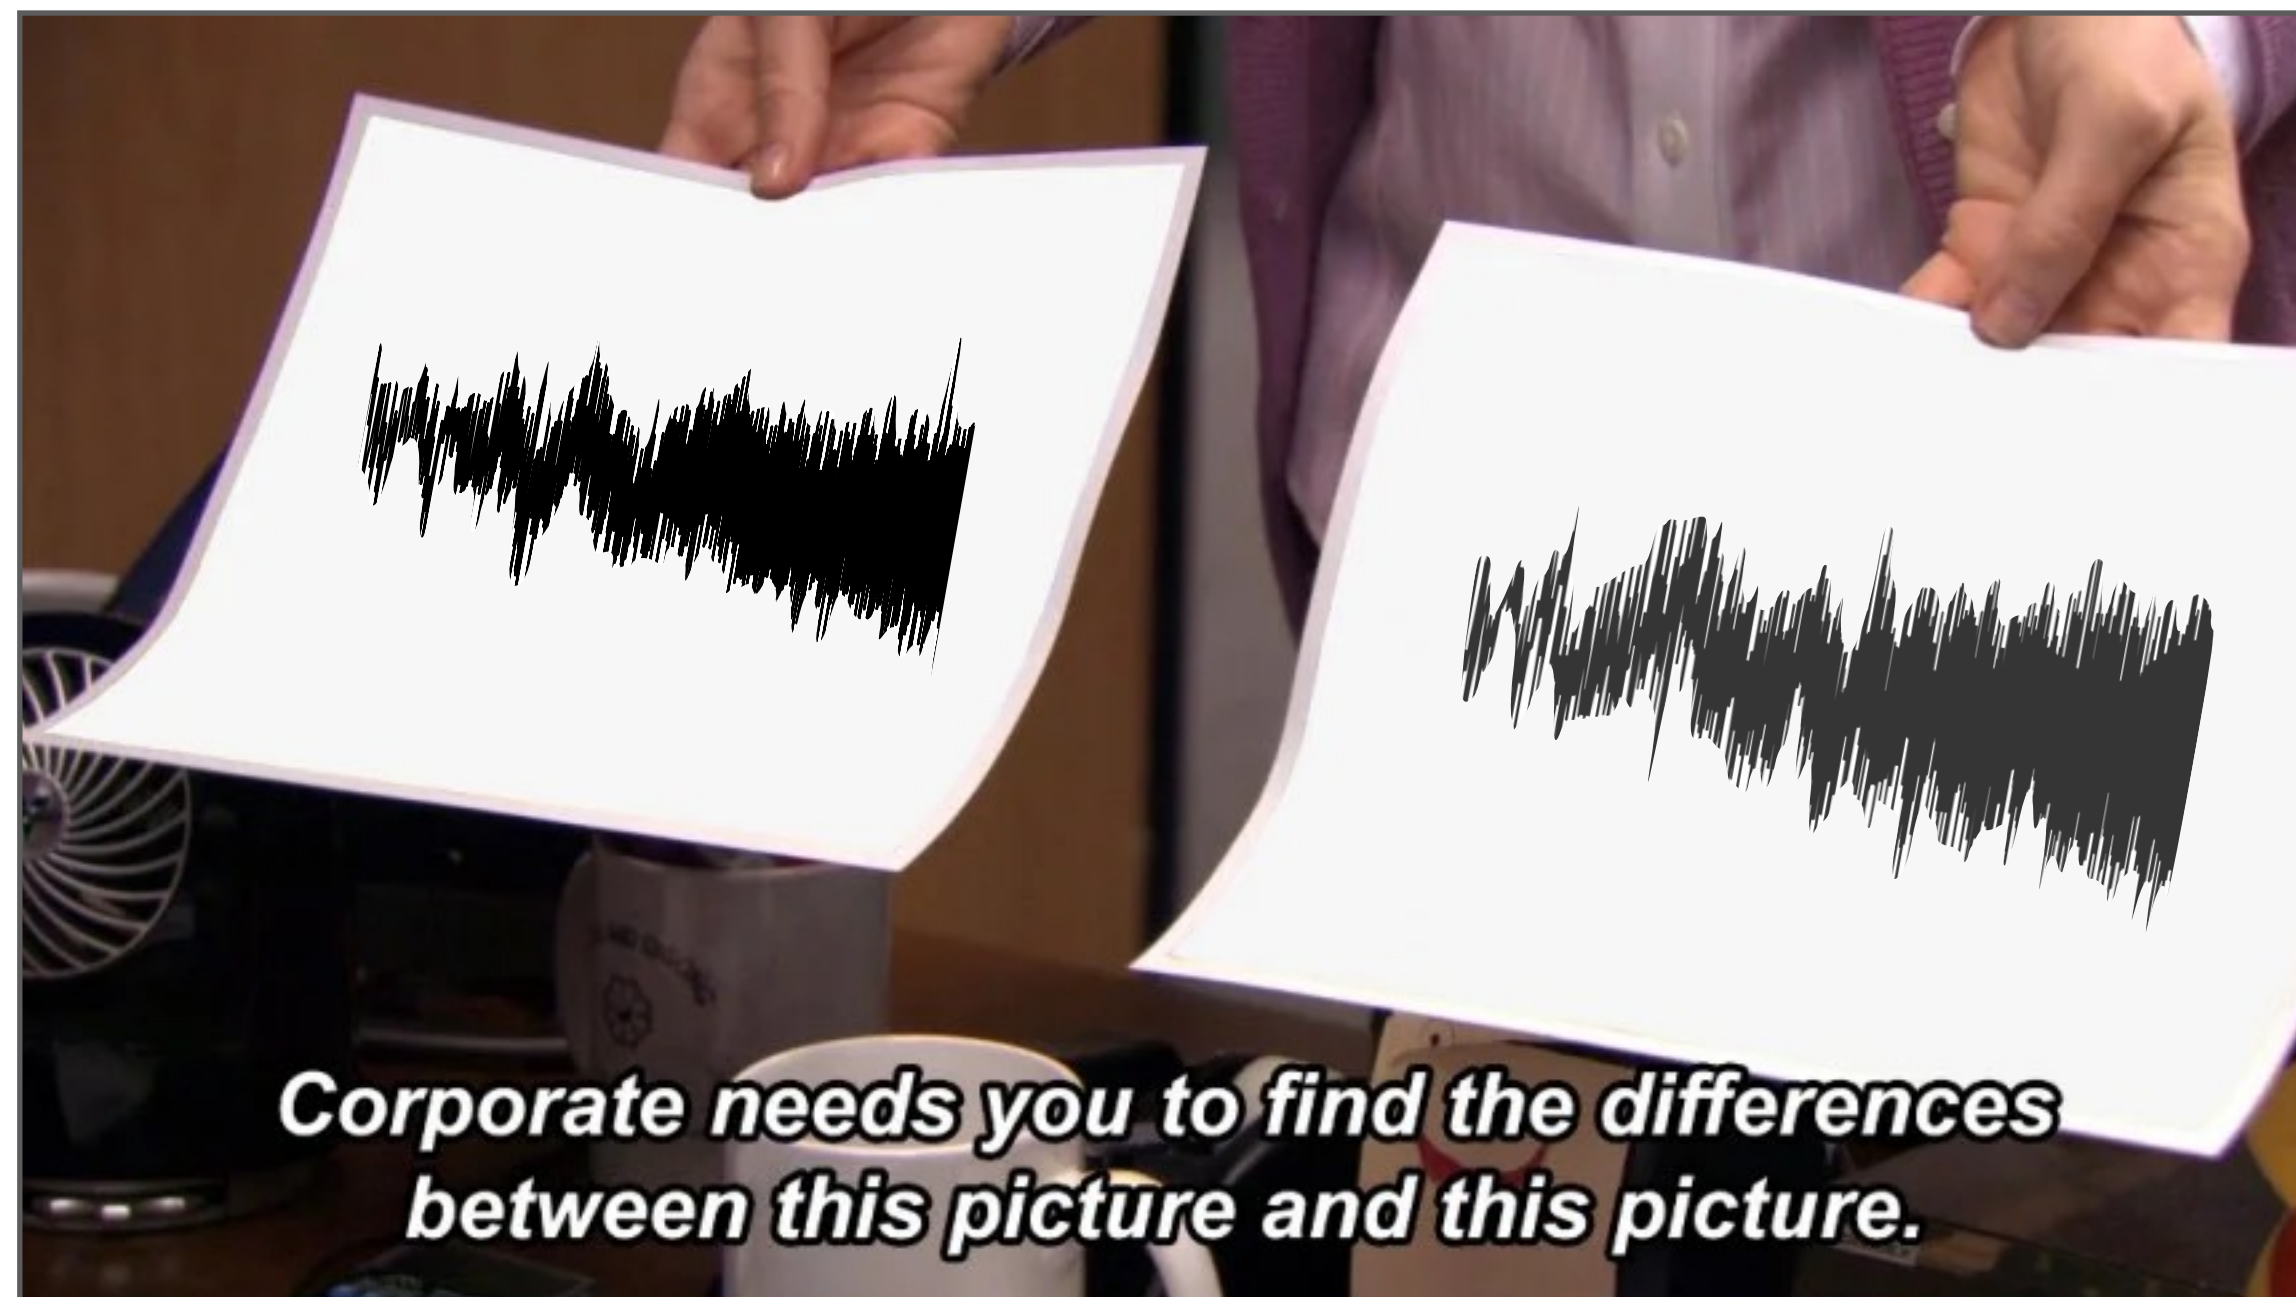 Corporate needs you to find the differences
between this picture and this picture.